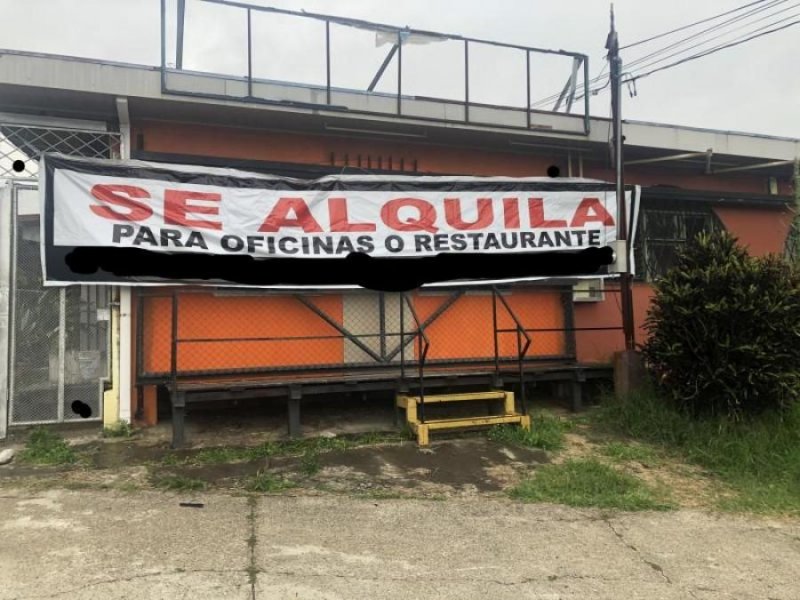 SE ALQUILA
PARA OFICINAS O RESTAURANTE